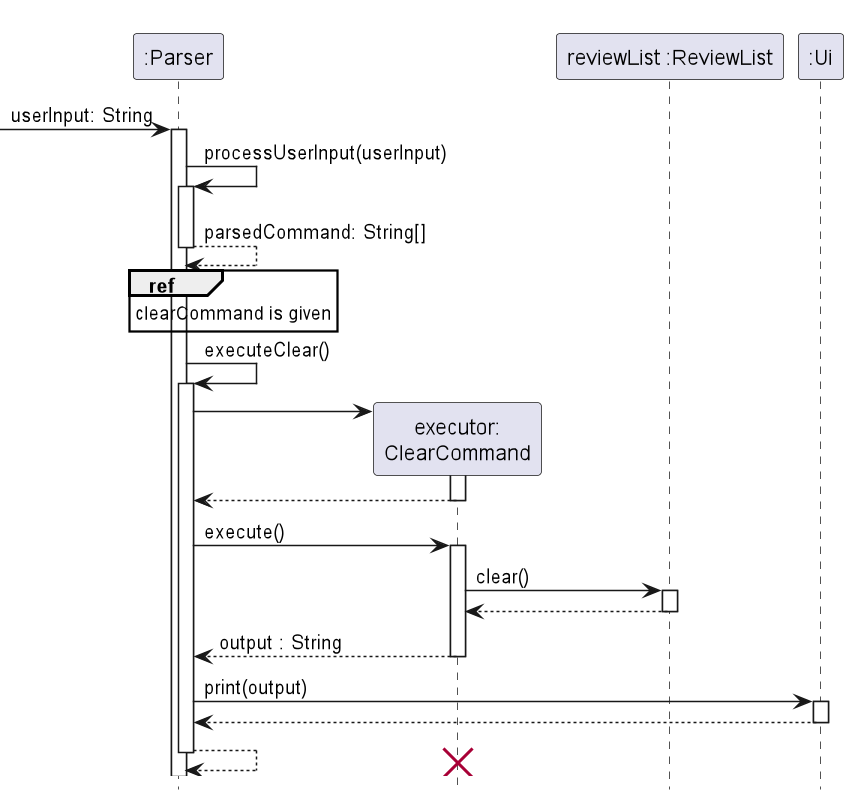 :Parser
reviewList :ReviewList
:Ui
userInput: String
processUserInput(userInput)
parsedCommand: String[]
ref
clearCommand is given
executeClear()
executor:
ClearCommand
execute()
clear()
output : String
print(output)